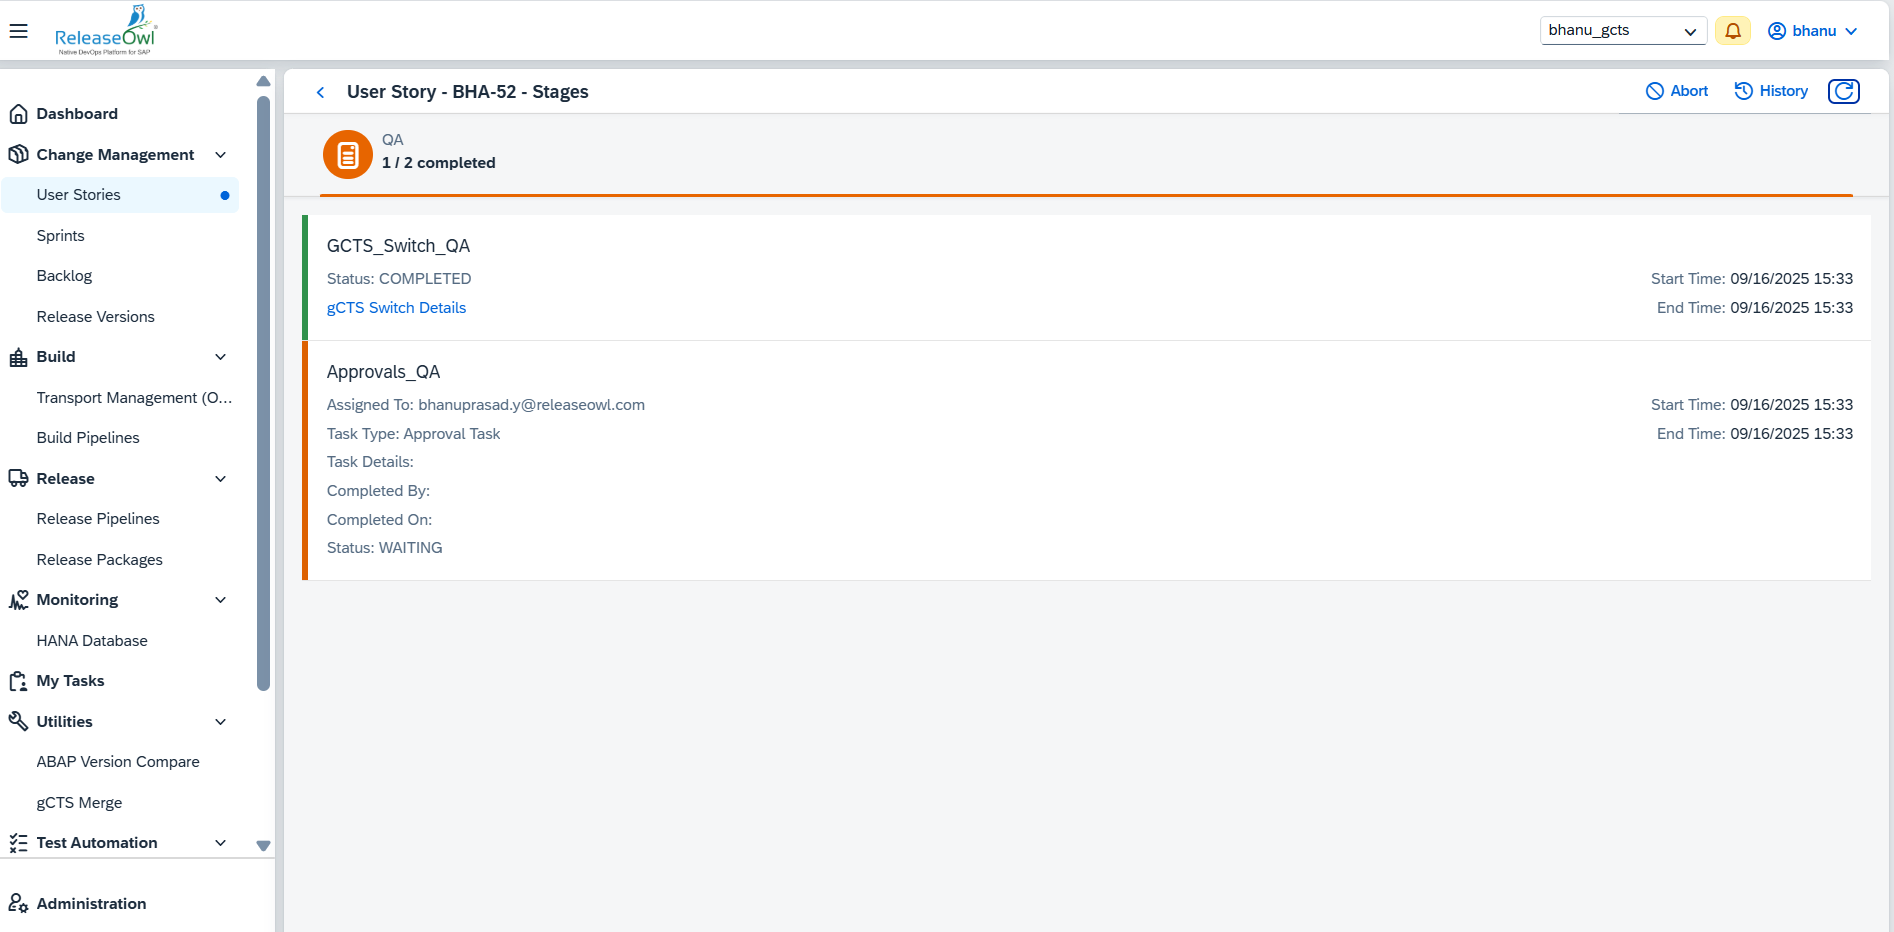 ReleaseOwl
Native DevOps Platform for SAP
bhanu_gcts
bhanu
Dashboard
Change Management
User Stories
Sprints
Backlog
Release Versions
Build
Transport Management (O...
Build Pipelines
Release
Release Pipelines
Release Packages
Monitoring
HANA Database
My Tasks
Utilities
ABAP Version Compare
gCTS Merge
Test Automation
Administration
User Story - BHA-52 - Stages
Abort
History
QA
1 / 2 completed
GCTS_Switch_QA
Status: COMPLETED
Start Time: 09/16/2025 15:33
gCTS Switch Details
End Time: 09/16/2025 15:33
Approvals_QA
Assigned To: bhanuprasad.y@releaseowl.com
Start Time: 09/16/2025 15:33
Task Type: Approval Task
End Time: 09/16/2025 15:33
Task Details:
Completed By:
Completed On:
Status: WAITING